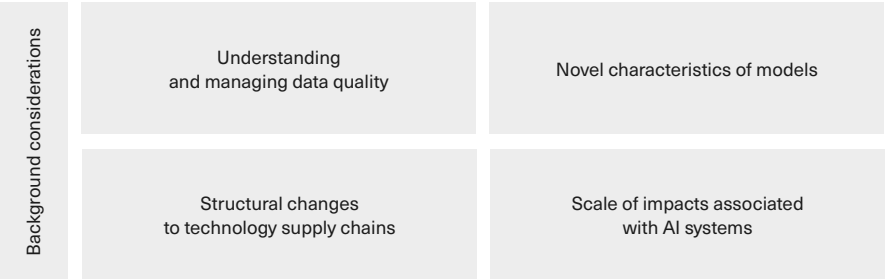 Background considerations
Understanding
and managing data quality
Novel characteristics of models
Structural changes
to technology supply chains
Scale of impacts associated
with AI systems